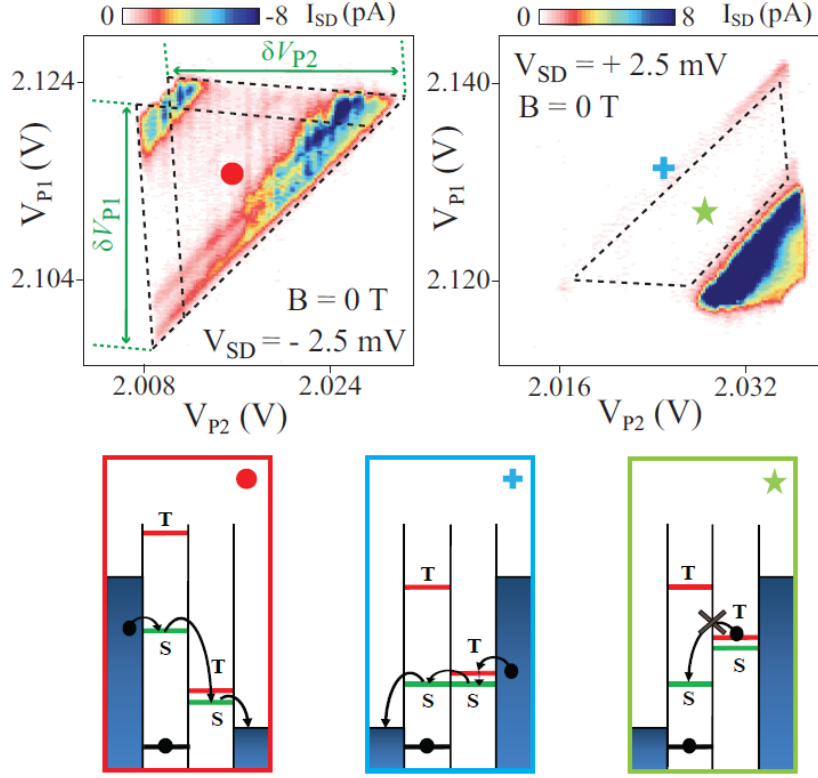 0 -8 I_SD (pA)
0 8 I_SD (pA)
δV_P2
2.124
V_P1 (V)
δV_P1
2.104
B = 0 T
V_SD = - 2.5 mV
2.008 2.024
V_P2 (V)
V_SD = + 2.5 mV
B = 0 T
2.140
V_P1 (V)
2.120
2.016 2.032
V_P2 (V)
T
S
T
S
T
S
T
S
T
S
T
S